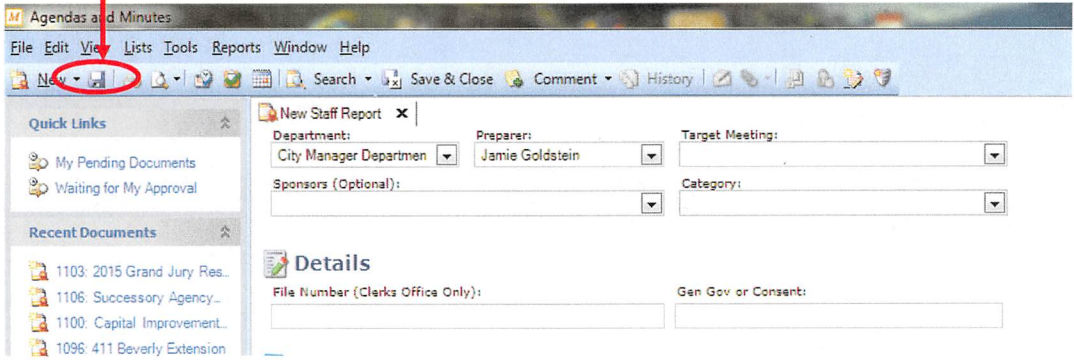 Agendas and Minutes
File Edit View Lists Tools Reports Window Help
New Search Save & Close Comment History
Quick Links
My Pending Documents
Waiting for My Approval
Recent Documents
1103: 2015 Grand Jury Res...
1106: Successory Agency...
1100: Capital Improvement...
1096: 411 Beverly Extension
New Staff Report X
Department: Preparer: Target Meeting:
City Manager Departmen Jamie Goldstein
Sponsors (Optional): Category:
Details
File Number (Clerks Office Only): Gen Gov or Consent: